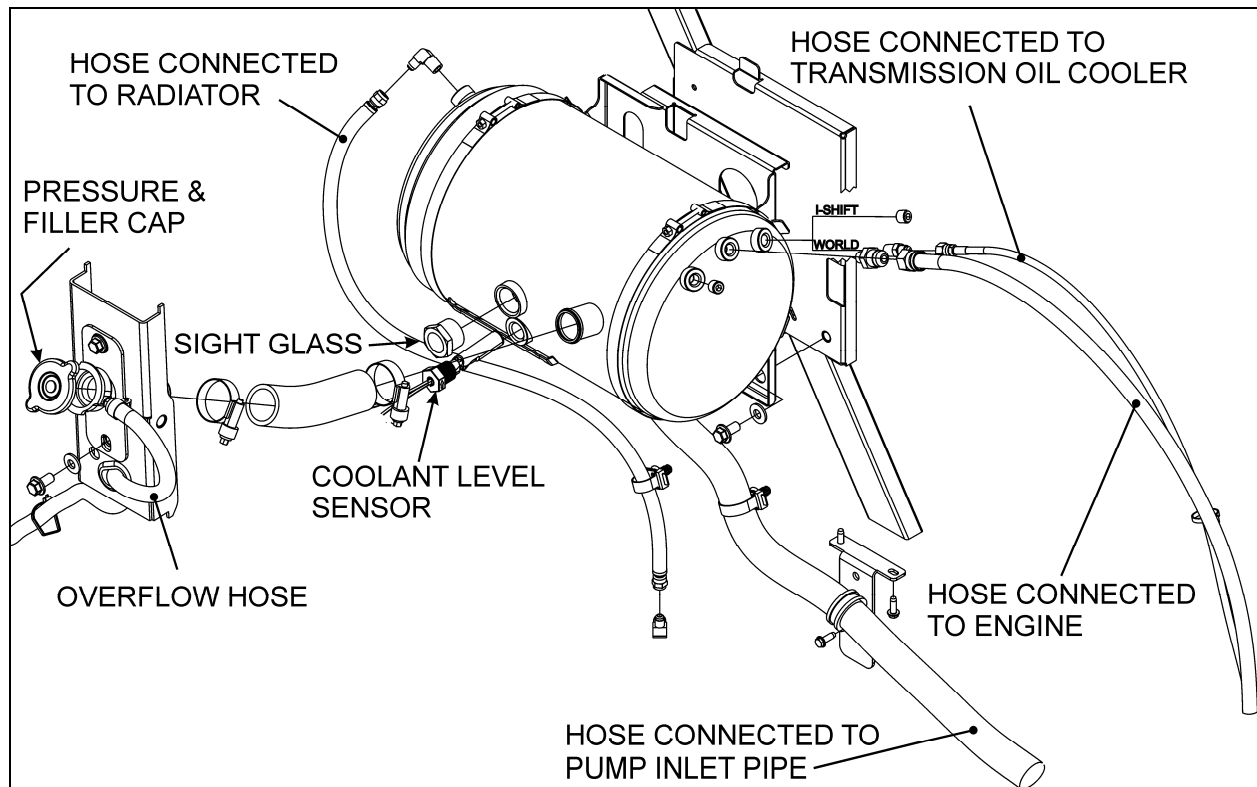 HOSE CONNECTED
TO RADIATOR
HOSE CONNECTED TO
TRANSMISSION OIL COOLER
PRESSURE &
FILLER CAP
I-SHIFT
WORLD
SIGHT GLASS
COOLANT LEVEL
SENSOR
OVERFLOW HOSE
HOSE CONNECTED
TO ENGINE
HOSE CONNECTED TO
PUMP INLET PIPE